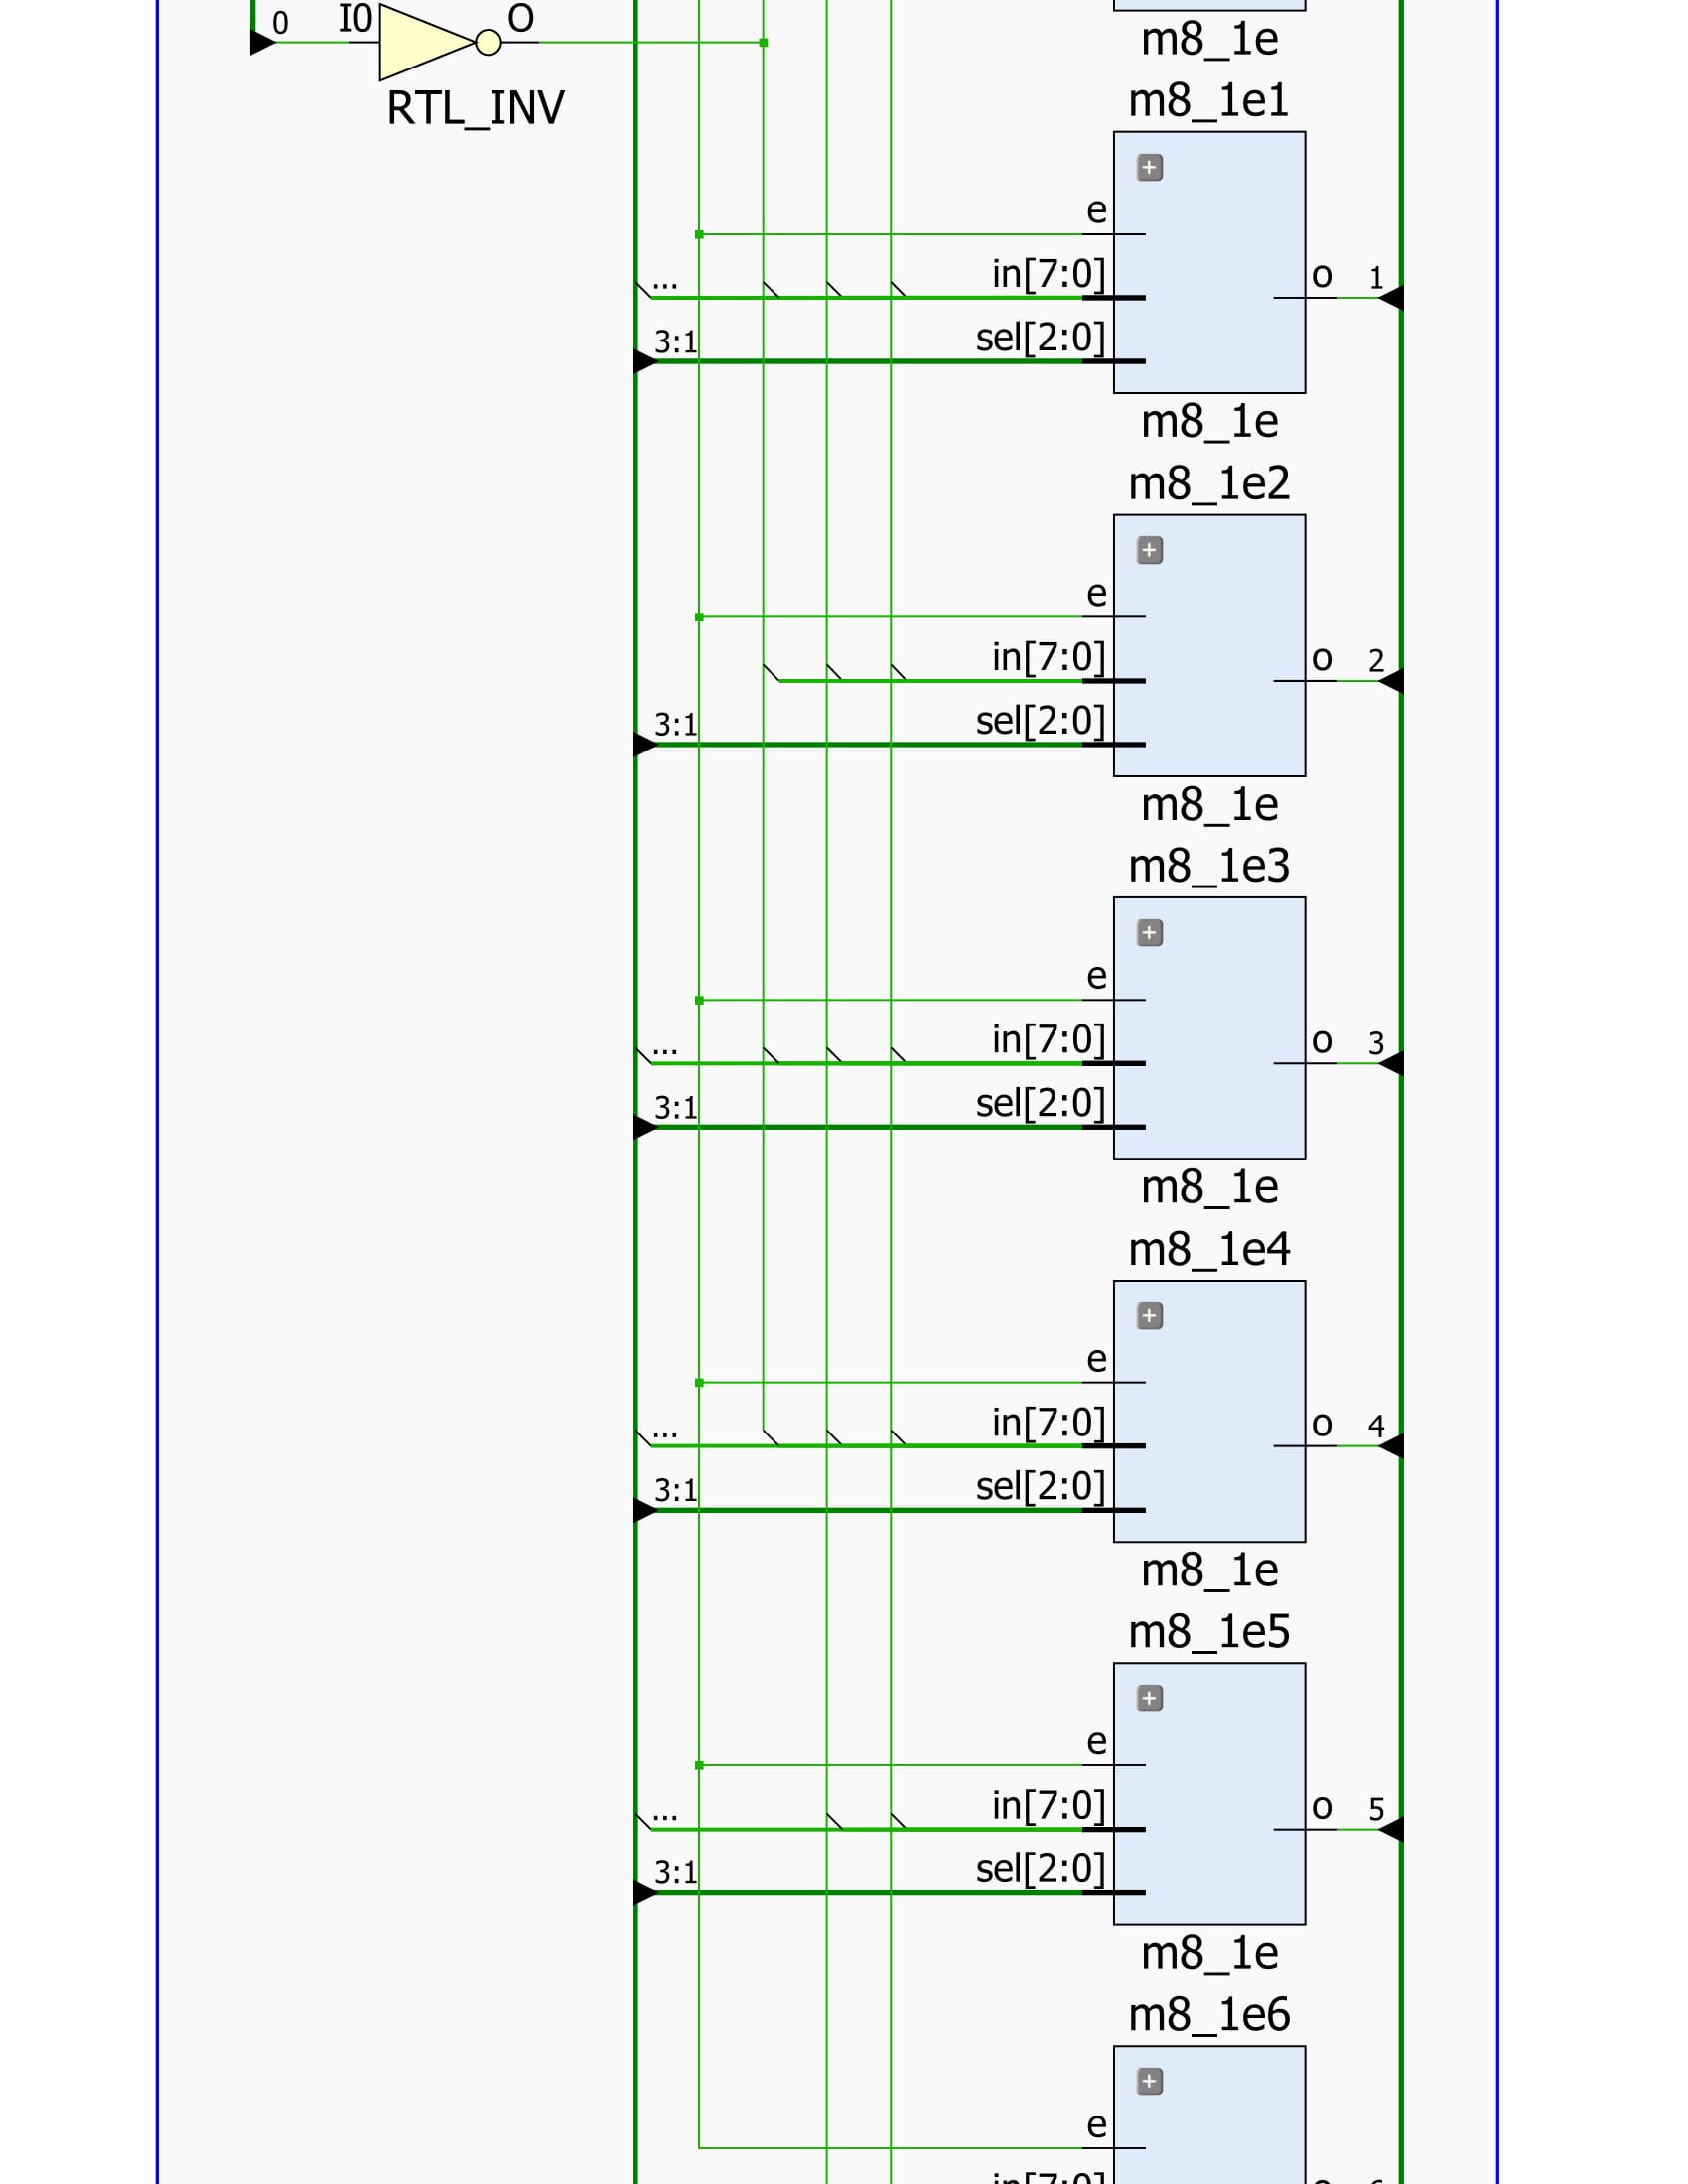 m8_1e
0 I0 O
RTL_INV
m8_1e1
e
... in[7:0] o 1
3:1 sel[2:0]
m8_1e
m8_1e2
e
in[7:0] o 2
3:1 sel[2:0]
m8_1e
m8_1e3
e
... in[7:0] o 3
3:1 sel[2:0]
m8_1e
m8_1e4
e
... in[7:0] o 4
3:1 sel[2:0]
m8_1e
m8_1e5
e
... in[7:0] o 5
3:1 sel[2:0]
m8_1e
m8_1e6
e
in[7:0]